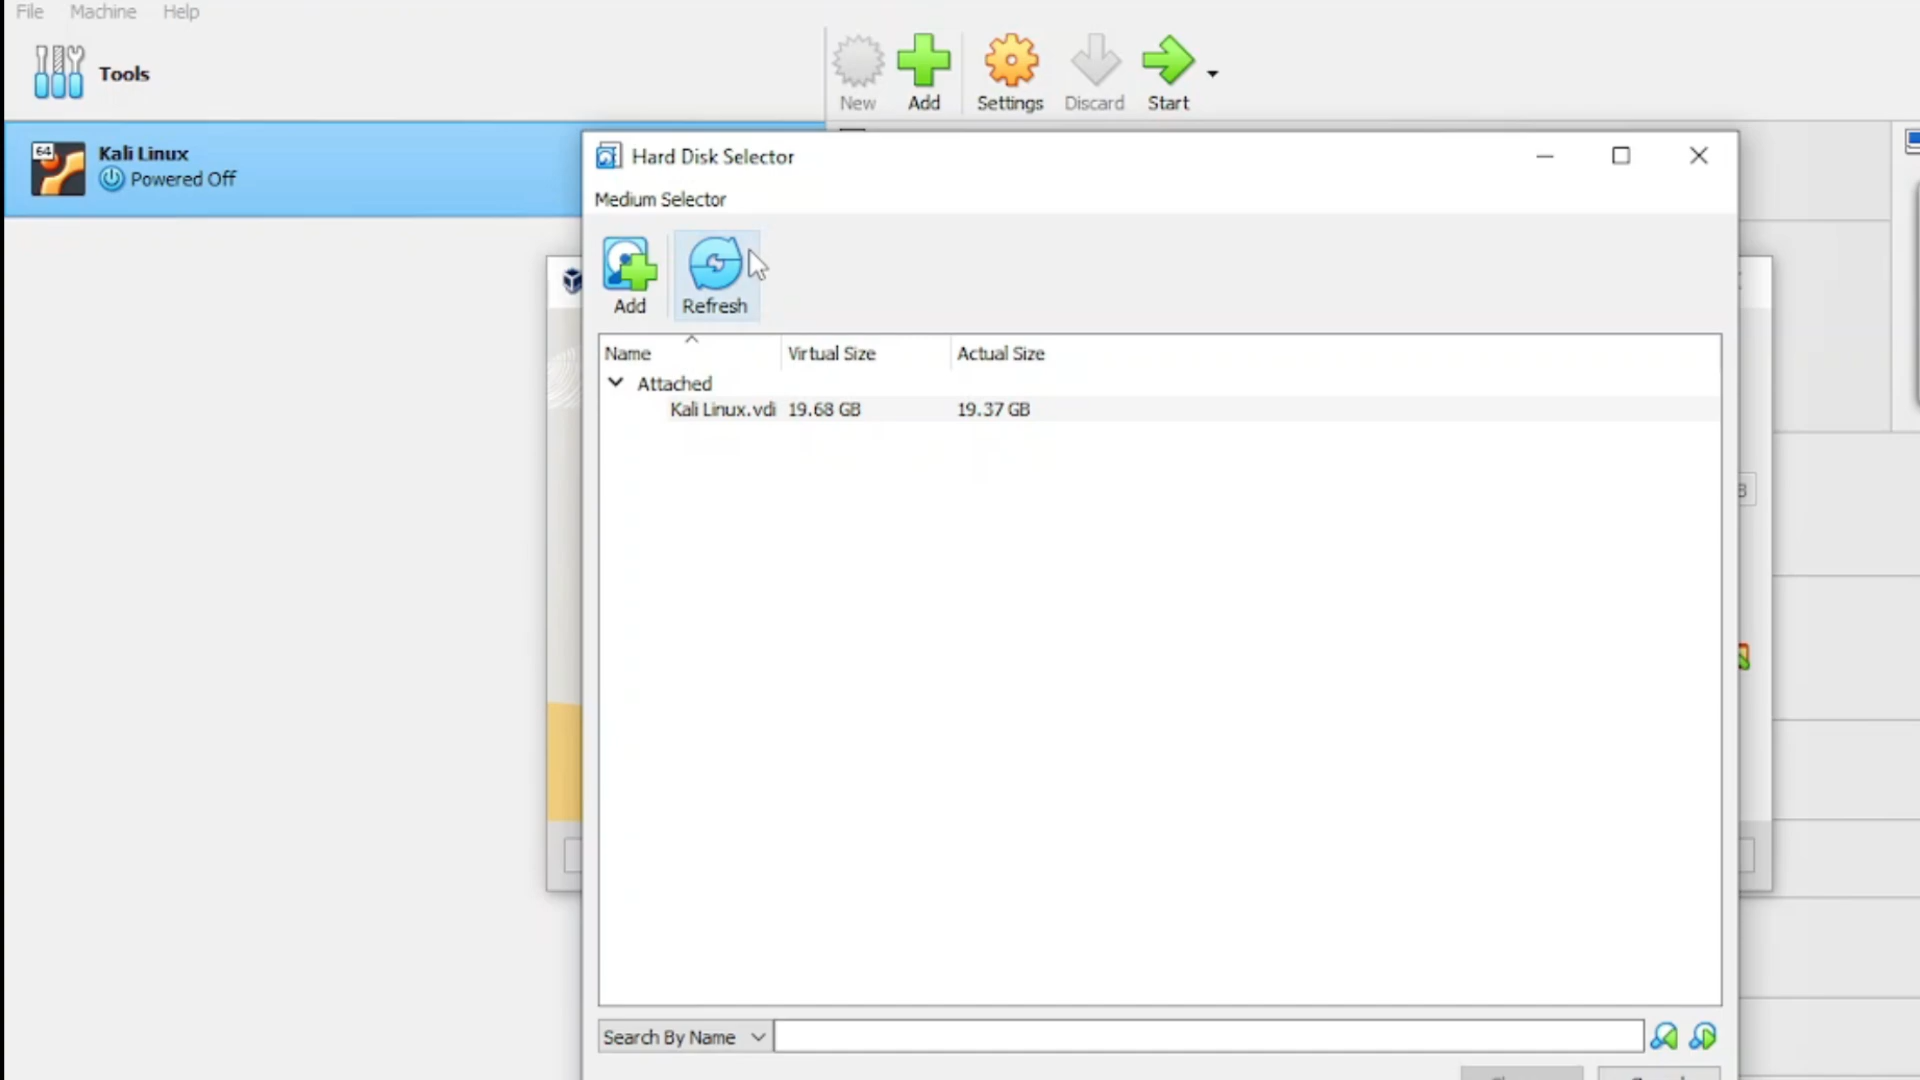 File Machine Help
Tools
New Add Settings Discard Start
64
Kali Linux
Powered Off
Hard Disk Selector
Medium Selector
Add Refresh
Name Virtual Size Actual Size
Attached
Kali Linux.vdi 19.68 GB 19.37 GB
B
Search By Name